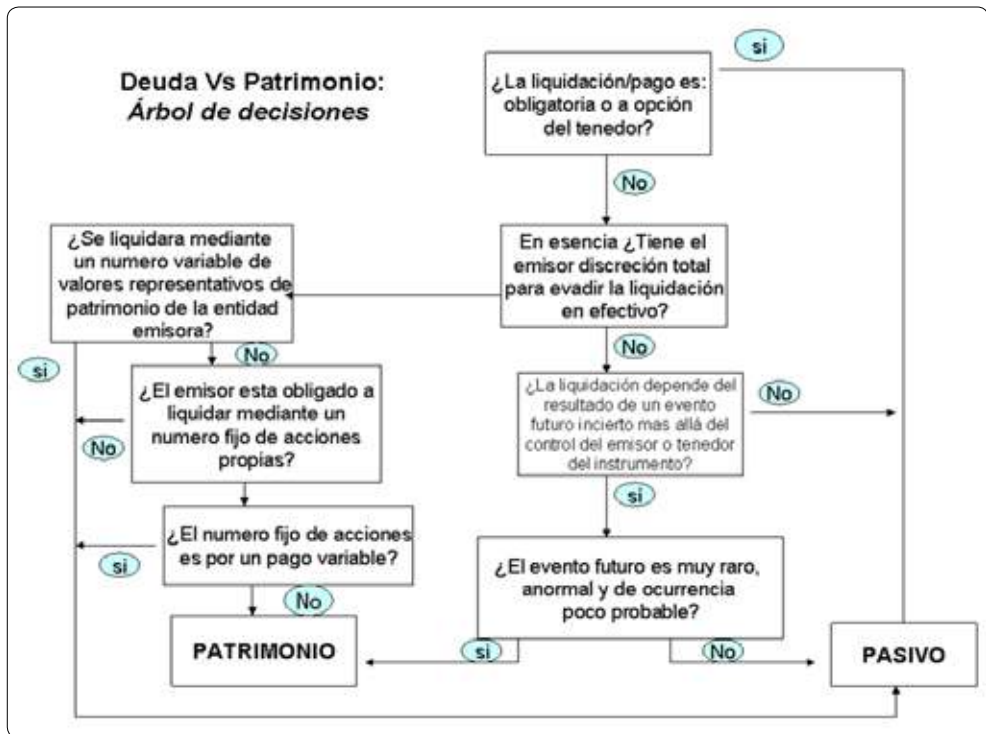 Deuda Vs Patrimonio:
Árbol de decisiones
si
¿La liquidación/pago es:
obligatoria o a opción
del tenedor?
No
¿Se liquidara mediante
un numero variable de
valores representativos de
patrimonio de la entidad
emisora?
En esencia ¿Tiene el
emisor discreción total
para evadir la liquidación
en efectivo?
si
No
No
¿El emisor esta obligado a
liquidar mediante un
numero fijo de acciones
propias?
No
¿La liquidación depende del
resultado de un evento
futuro incierto mas allá del
control del emisor o tenedor
del instrumento?
No
si
¿El numero fijo de acciones
es por un pago variable?
si
No
¿El evento futuro es muy raro,
anormal y de ocurrencia
poco probable?
PATRIMONIO
si
No
PASIVO